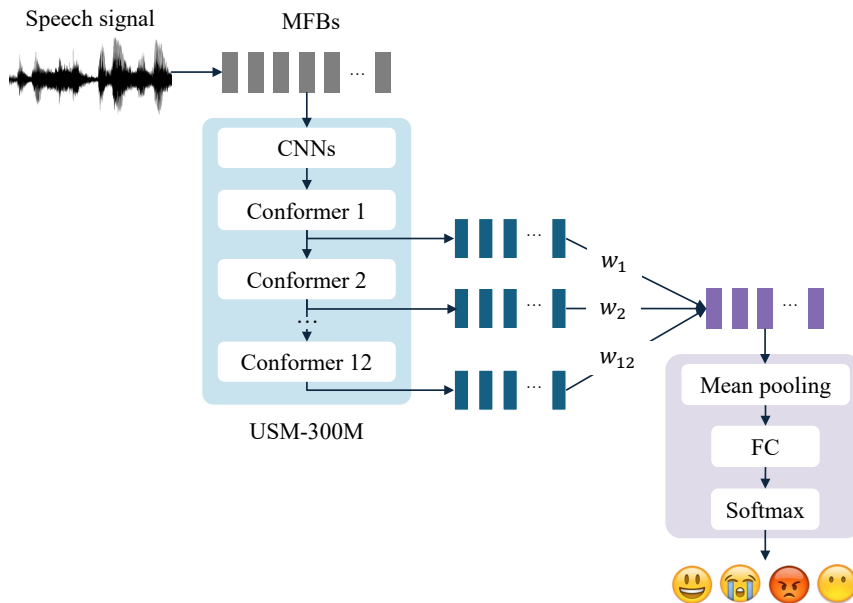 Speech signal
MFBs
...
CNNs
Conformer 1
...
w₁
Conformer 2
...
w₂
...
...
Conformer 12
...
w₁₂
Mean pooling
USM-300M
FC
Softmax